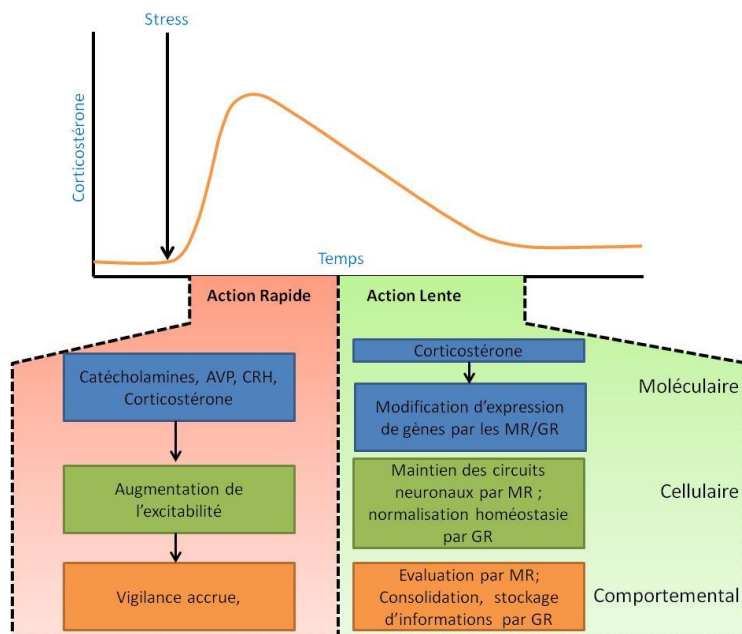 Stress
Corticostérone
Temps
Action Rapide
Action Lente
Catécholamines, AVP, CRH,
Corticostérone
Augmentation de
l'excitabilité
Vigilance accrue,
Corticostérone
Modification d'expression
de gènes par les MR/GR
Moléculaire
Maintien des circuits
neuronaux par MR ;
normalisation homéostasie
par GR
Cellulaire
Evaluation par MR;
Consolidation, stockage
d'informations par GR
Comportemental